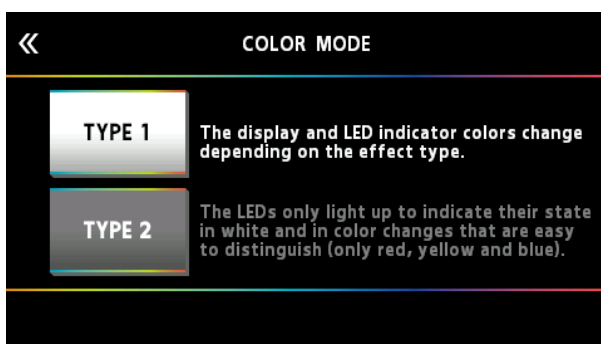 COLOR MODE
TYPE 1
The display and LED indicator colors change
depending on the effect type.
TYPE 2
The LEDs only light up to indicate their state
in white and in color changes that are easy
to distinguish (only red, yellow and blue).